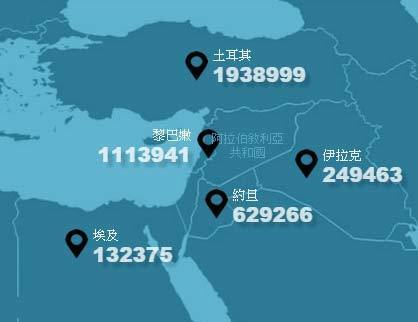 土耳其
1938999
黎巴嫩
1113941
阿拉伯敘利亞
共和國
伊拉克
249463
約旦
629266
埃及
132375